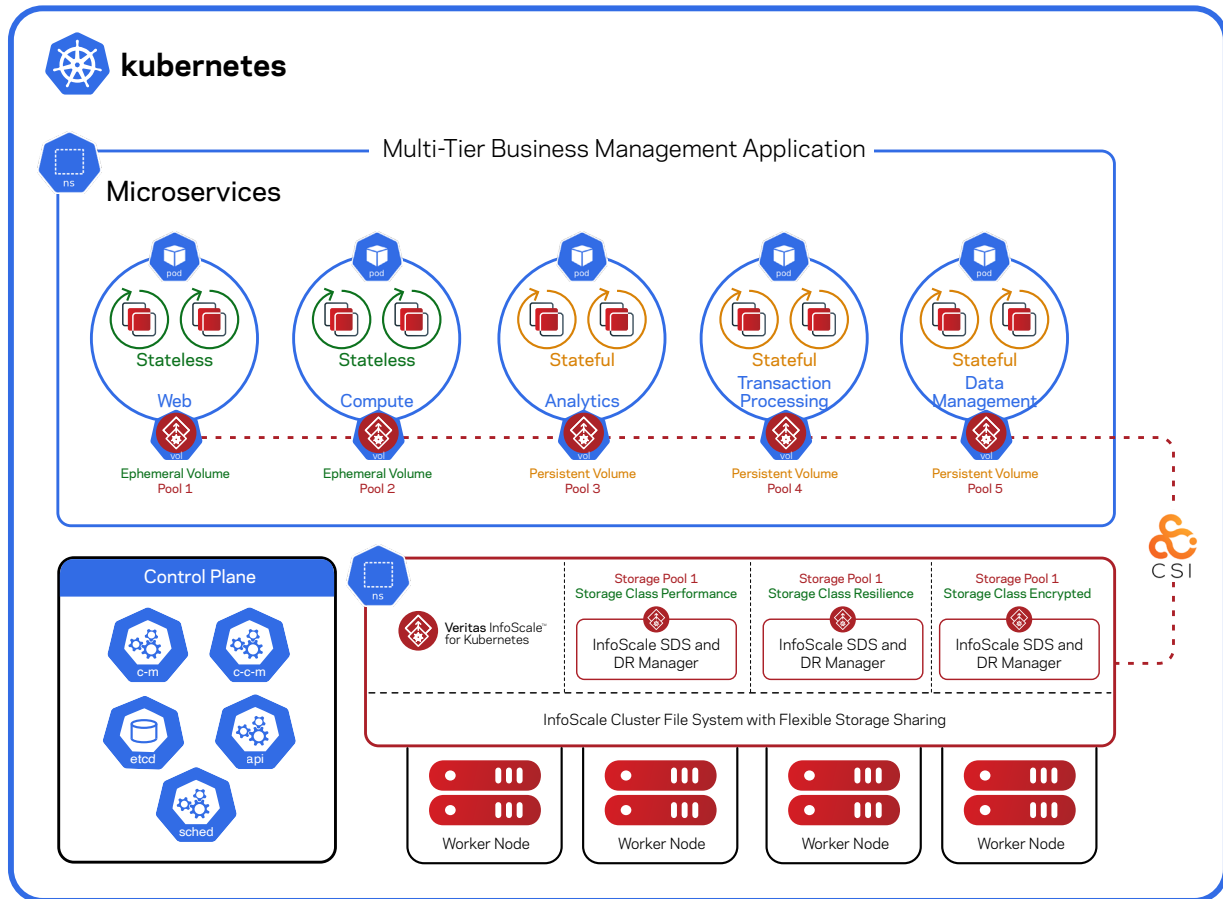 kubernetes
Multi-Tier Business Management Application
ns
Microservices
pod
pod
pod
pod
pod
Stateless
Stateless
Stateful
Stateful
Stateful
Web
Compute
Analytics
Transaction
Processing
Data
Management
vol
vol
vol
vol
vol
Ephemeral Volume
Pool 1
Ephemeral Volume
Pool 2
Persistent Volume
Pool 3
Persistent Volume
Pool 4
Persistent Volume
Pool 5
CSI
Control Plane
c-m
c-c-m
etcd
api
sched
ns
Veritas InfoScale™
for Kubernetes
Storage Pool 1
Storage Class Performance
InfoScale SDS and
DR Manager
Storage Pool 1
Storage Class Resilience
InfoScale SDS and
DR Manager
Storage Pool 1
Storage Class Encrypted
InfoScale SDS and
DR Manager
InfoScale Cluster File System with Flexible Storage Sharing
Worker Node
Worker Node
Worker Node
Worker Node